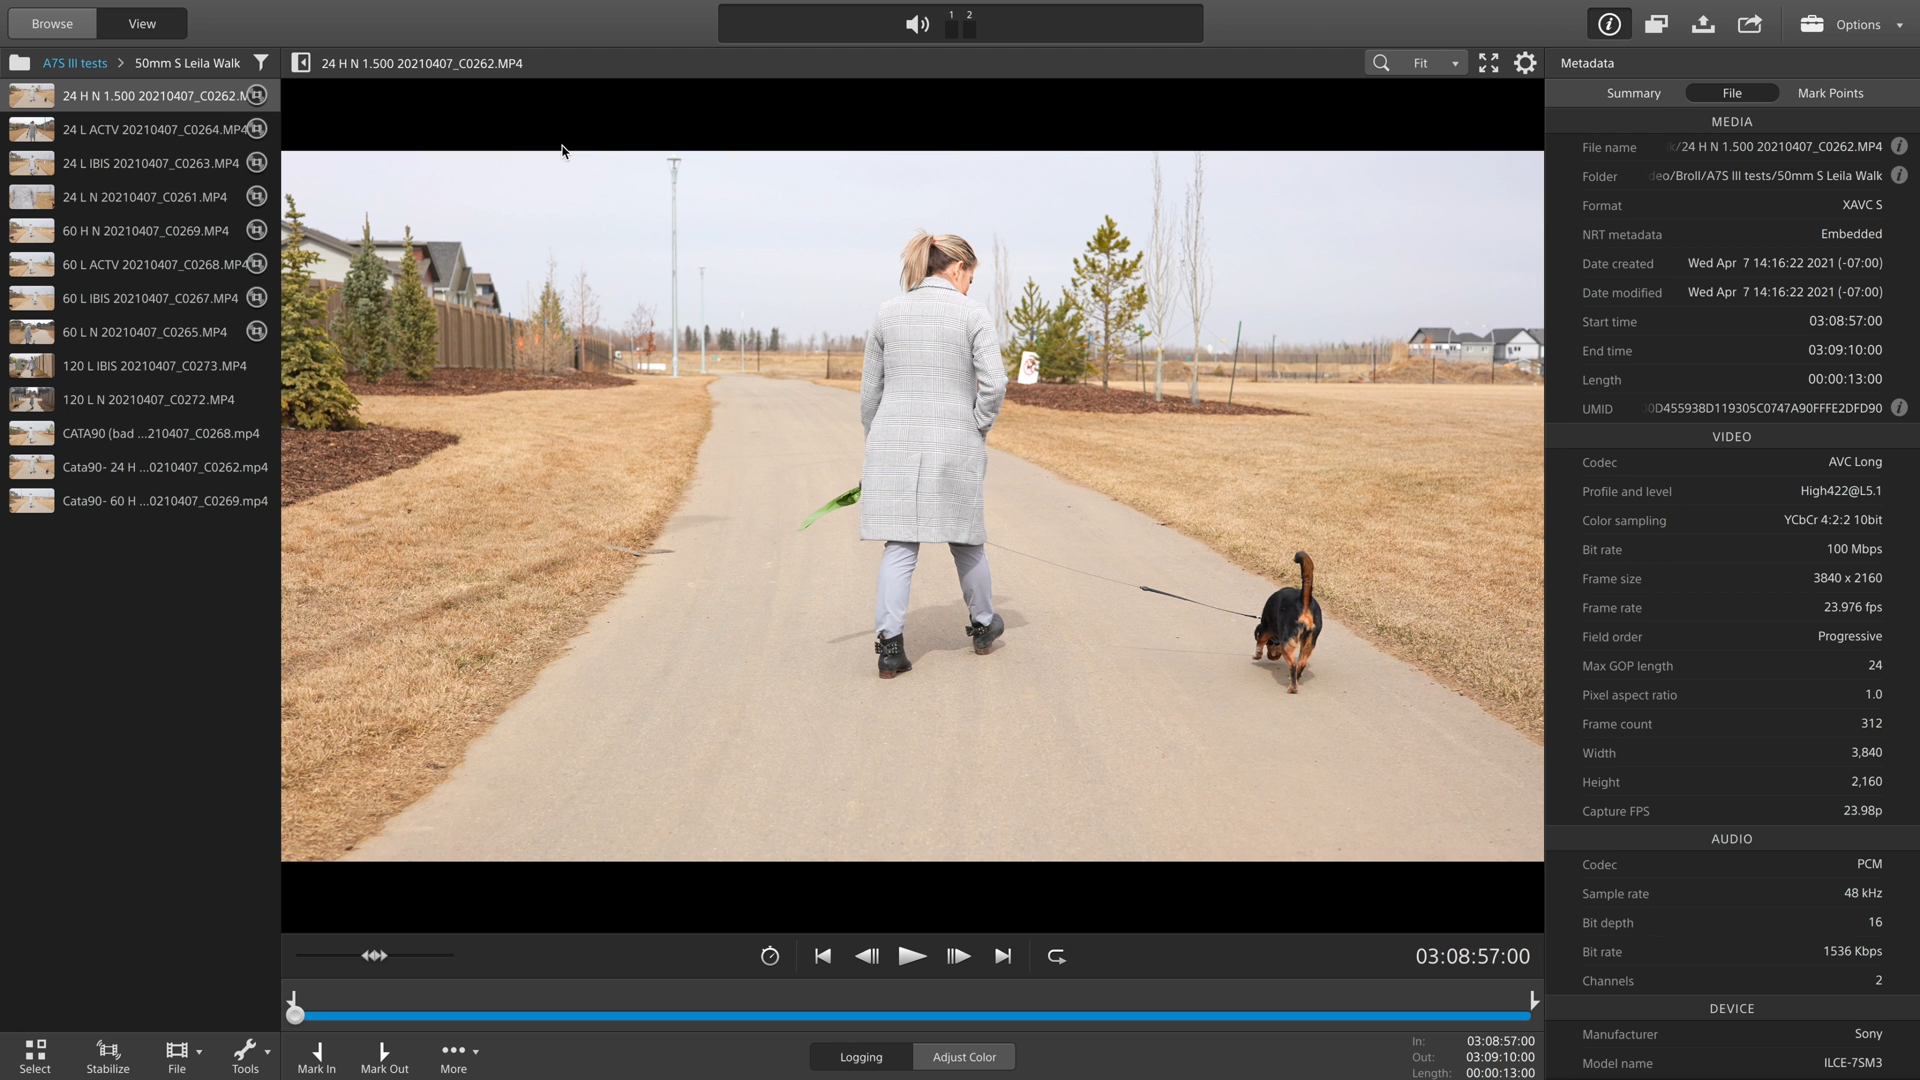 Browse
View
1 2
Options
A7S III tests > 50mm S Leila Walk
24 H N 1.500 20210407_C0262.MP4
Fit
Metadata
24 H N 1.500 20210407_C0262.M
24 L ACTV 20210407_C0264.MP4
24 L IBIS 20210407_C0263.MP4
24 L N 20210407_C0261.MP4
60 H N 20210407_C0269.MP4
60 L ACTV 20210407_C0268.MP4
60 L IBIS 20210407_C0267.MP4
60 L N 20210407_C0265.MP4
120 L IBIS 20210407_C0273.MP4
120 L N 20210407_C0272.MP4
CATA90 (bad ...210407_C0268.mp4
Cata90- 24 H ...0210407_C0262.mp4
Cata90- 60 H ...0210407_C0269.mp4
Summary
File
Mark Points
MEDIA
File name /24 H N 1.500 20210407_C0262.MP4
Folder eo/Broll/A7S III tests/50mm S Leila Walk
Format XAVC S
NRT metadata Embedded
Date created Wed Apr 7 14:16:22 2021 (-07:00)
Date modified Wed Apr 7 14:16:22 2021 (-07:00)
Start time 03:08:57:00
End time 03:09:10:00
Length 00:00:13:00
UMID 0D455938D119305C0747A90FFFE2DFD90
VIDEO
Codec AVC Long
Profile and level High422@L5.1
Color sampling YCbCr 4:2:2 10bit
Bit rate 100 Mbps
Frame size 3840 x 2160
Frame rate 23.976 fps
Field order Progressive
Max GOP length 24
Pixel aspect ratio 1.0
Frame count 312
Width 3,840
Height 2,160
Capture FPS 23.98p
AUDIO
Codec PCM
Sample rate 48 kHz
Bit depth 16
Bit rate 1536 Kbps
Channels 2
DEVICE
Manufacturer Sony
Model name ILCE-7SM3
03:08:57:00
Select
Stabilize
File
Tools
Mark In
Mark Out
More
Logging
Adjust Color
In: 03:08:57:00
Out: 03:09:10:00
Length: 00:00:13:00